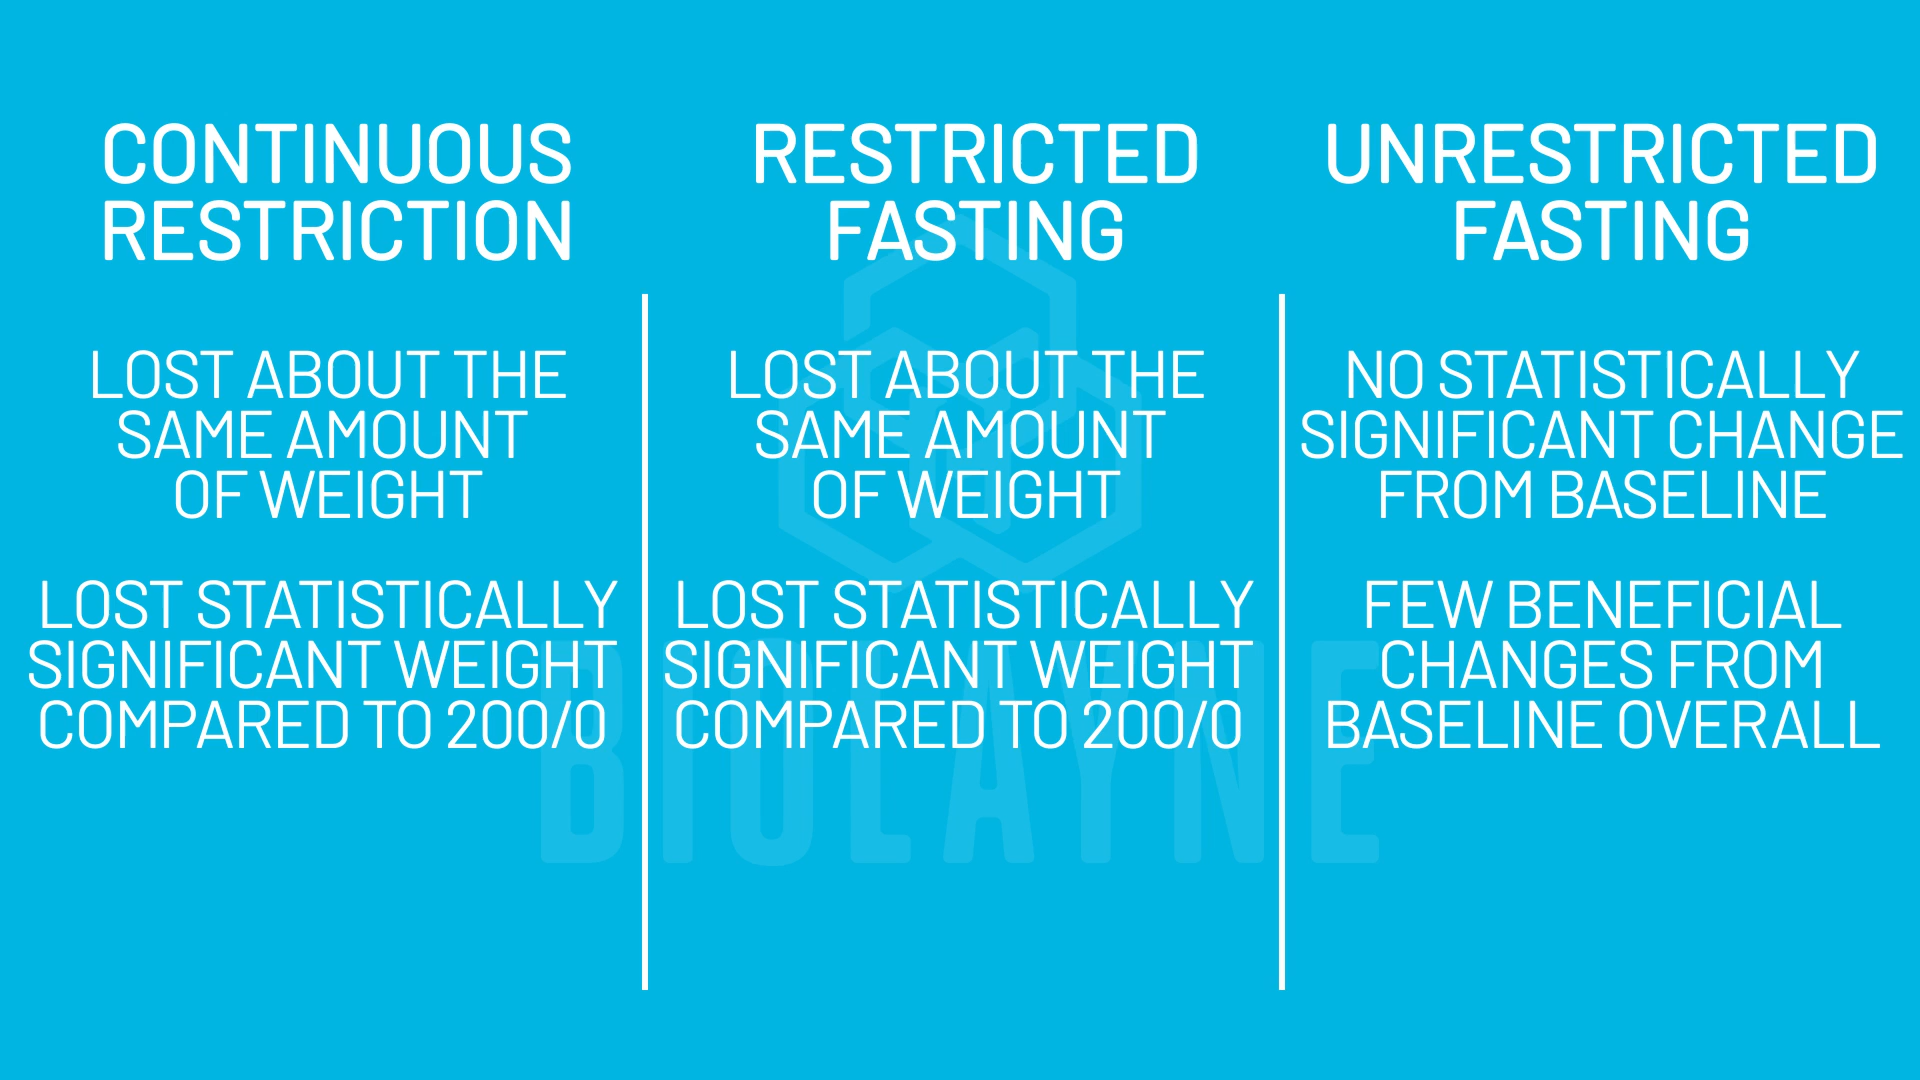 CONTINUOUS
RESTRICTION
LOST ABOUT THE
SAME AMOUNT
OF WEIGHT
LOST STATISTICALLY
SIGNIFICANT WEIGHT
COMPARED TO 200/0
RESTRICTED
FASTING
LOST ABOUT THE
SAME AMOUNT
OF WEIGHT
LOST STATISTICALLY
SIGNIFICANT WEIGHT
COMPARED TO 200/0
UNRESTRICTED
FASTING
NO STATISTICALLY
SIGNIFICANT CHANGE
FROM BASELINE
FEW BENEFICIAL
CHANGES FROM
BASELINE OVERALL
BIOLAYNE